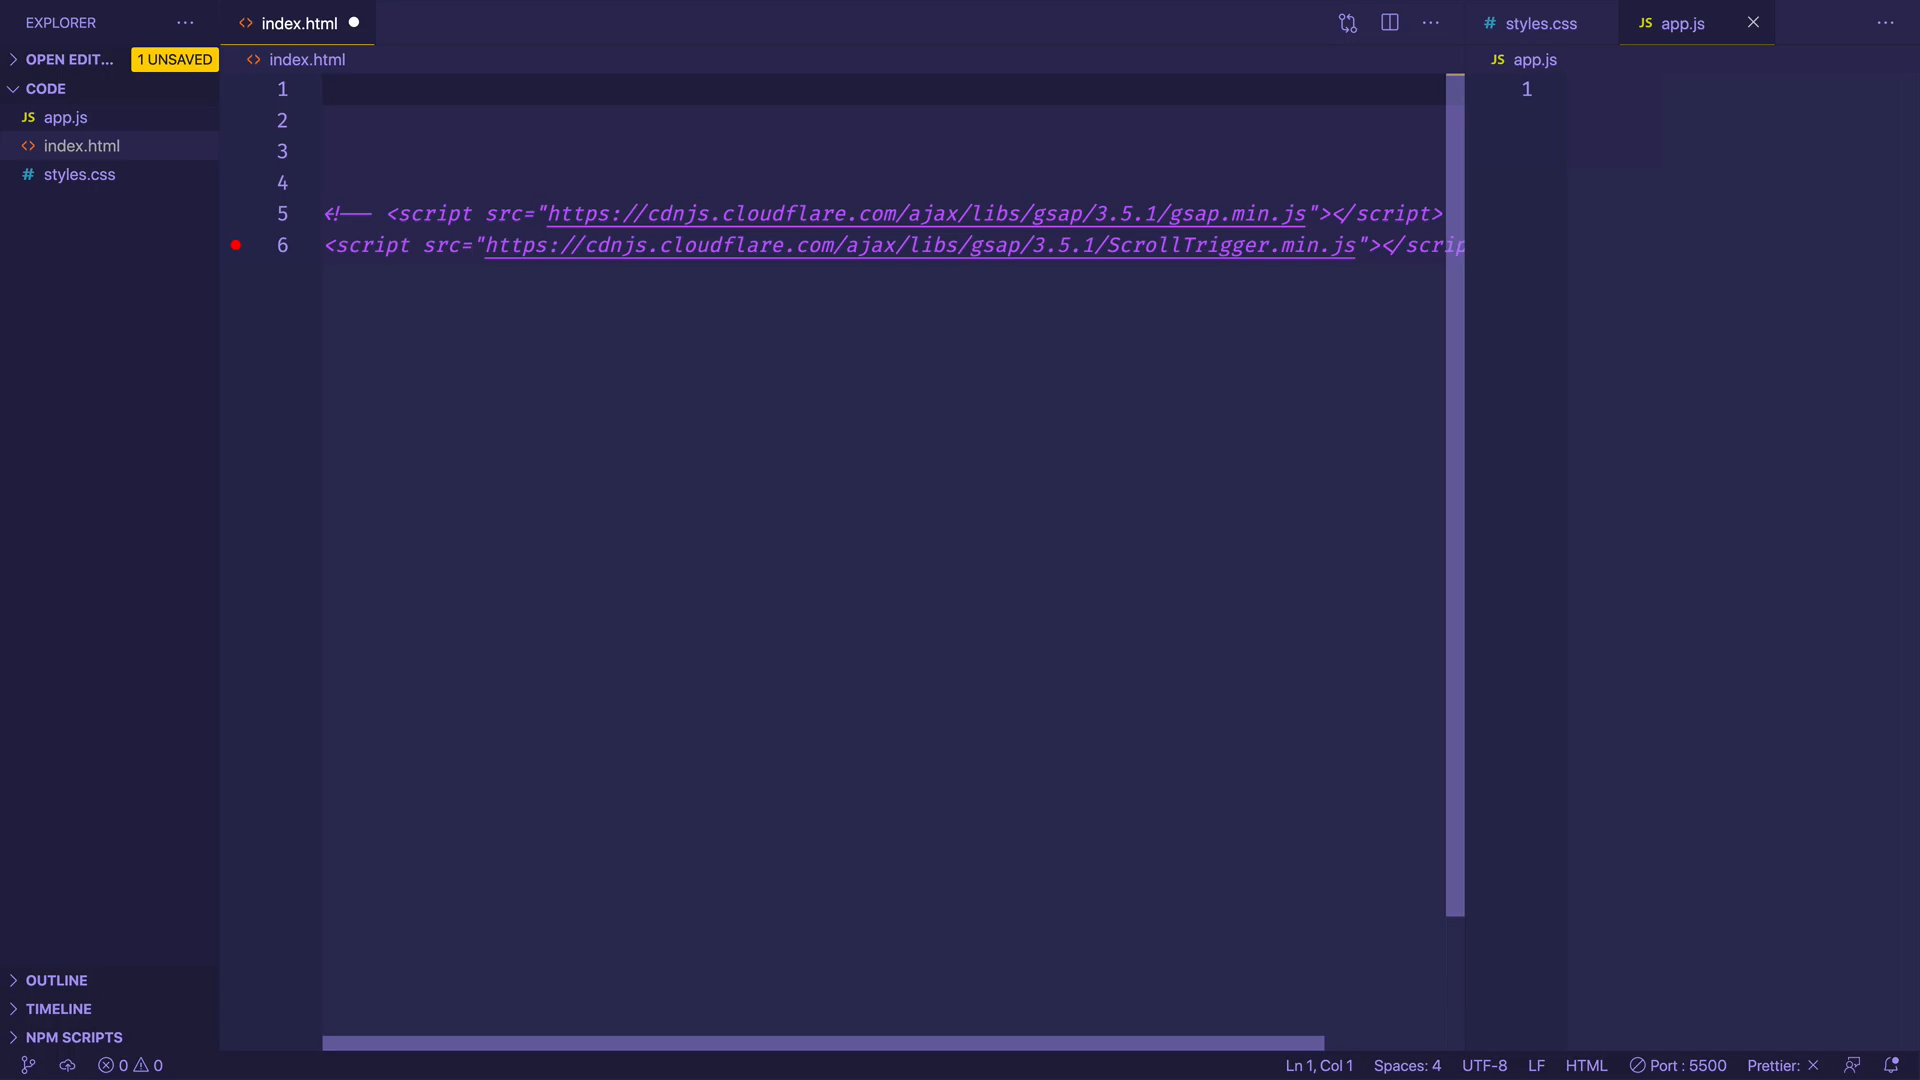 EXPLORER
OPEN EDIT... 1 UNSAVED
CODE
JS app.js
<> index.html
# styles.css
OUTLINE
TIMELINE
NPM SCRIPTS
<> index.html
<> index.html
1
2
3
4
5 <!-- <script src="https://cdnjs.cloudflare.com/ajax/libs/gsap/3.5.1/gsap.min.js"></script>
6 <script src="https://cdnjs.cloudflare.com/ajax/libs/gsap/3.5.1/ScrollTrigger.min.js"></scrip
# styles.css
JS app.js
JS app.js
1
0 0
Ln 1, Col 1 Spaces: 4 UTF-8 LF HTML Port : 5500 Prettier: